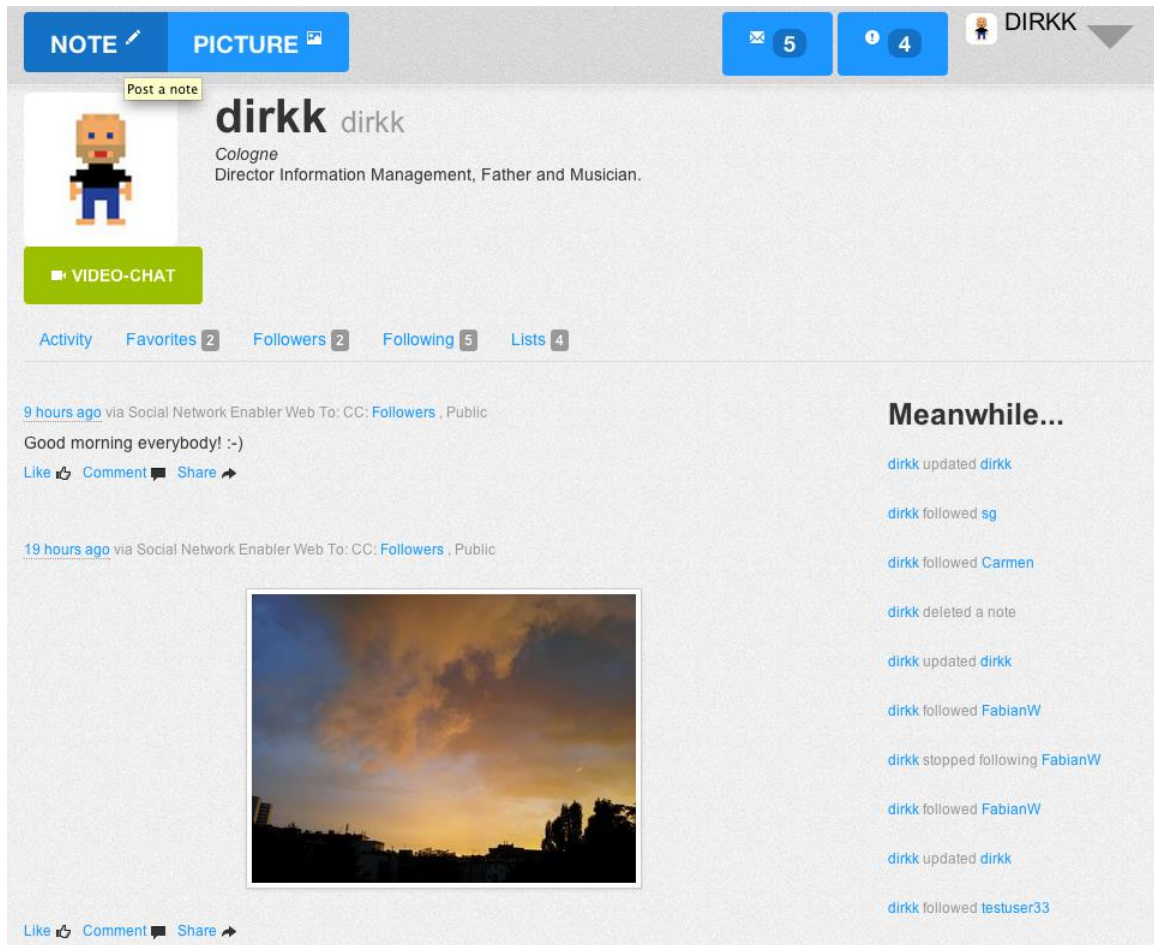 NOTE PICTURE 5 4 DIRKK
Post a note
dirkk dirkk
Cologne
Director Information Management, Father and Musician.
VIDEO-CHAT
Activity Favorites 2 Followers 2 Following 5 Lists 4
9 hours ago via Social Network Enabler Web To: CC: Followers , Public
Good morning everybody! :-)
Like Comment Share
19 hours ago via Social Network Enabler Web To: CC: Followers , Public
Like Comment Share
Meanwhile...
dirkk updated dirkk
dirkk followed sg
dirkk followed Carmen
dirkk deleted a note
dirkk updated dirkk
dirkk followed FabianW
dirkk stopped following FabianW
dirkk followed FabianW
dirkk updated dirkk
dirkk followed testuser33